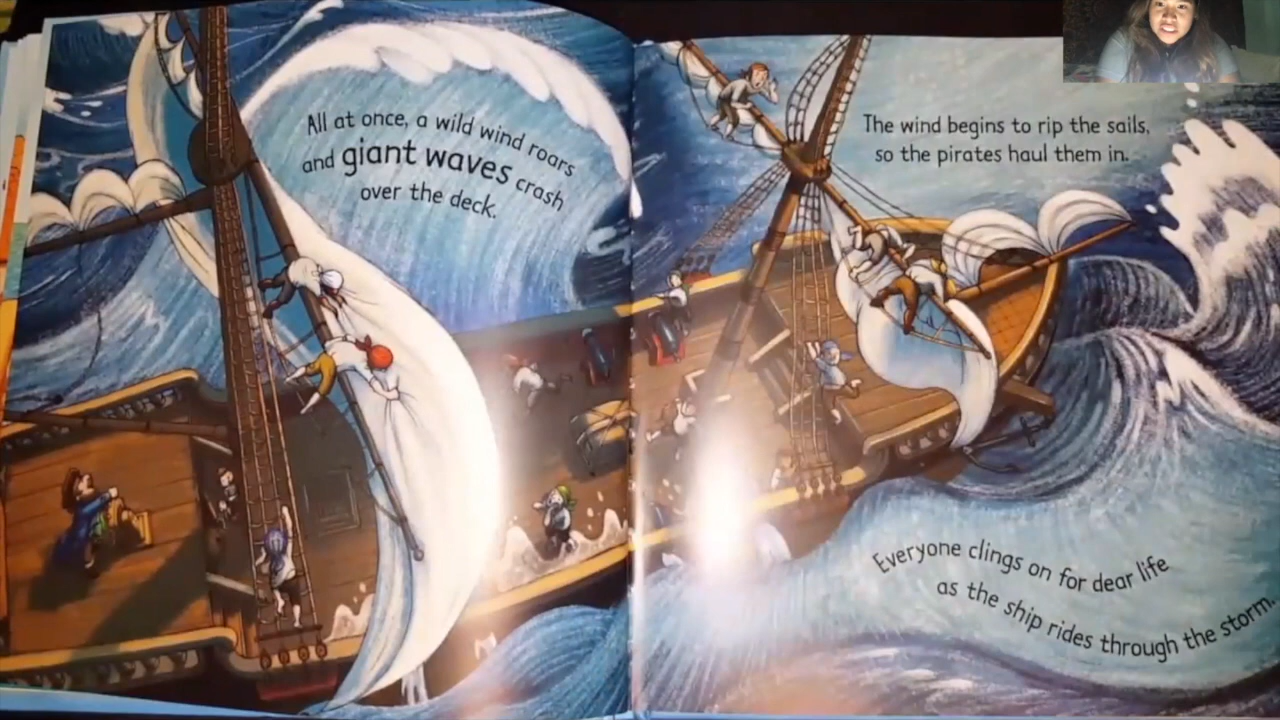 All at once, a wild wind roars
and giant waves crash
over the deck.
The wind begins to rip the sails,
so the pirates haul them in.
Everyone clings on for dear life
as the ship rides through the storm.